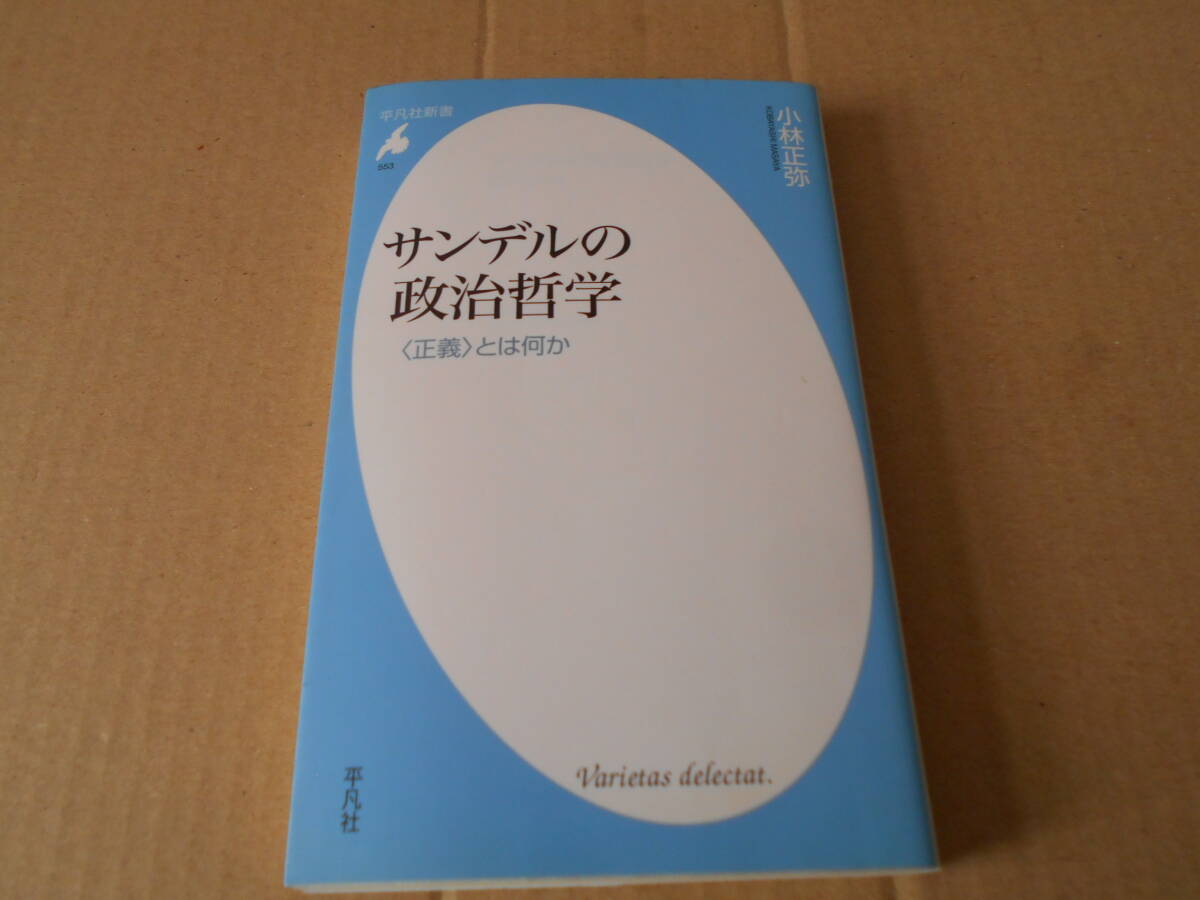 平凡社新書
553
小林正弥
KOBAYASHI MASAYA
サンデルの
政治哲学
〈正義〉とは何か
Varietas delectat.
平凡社